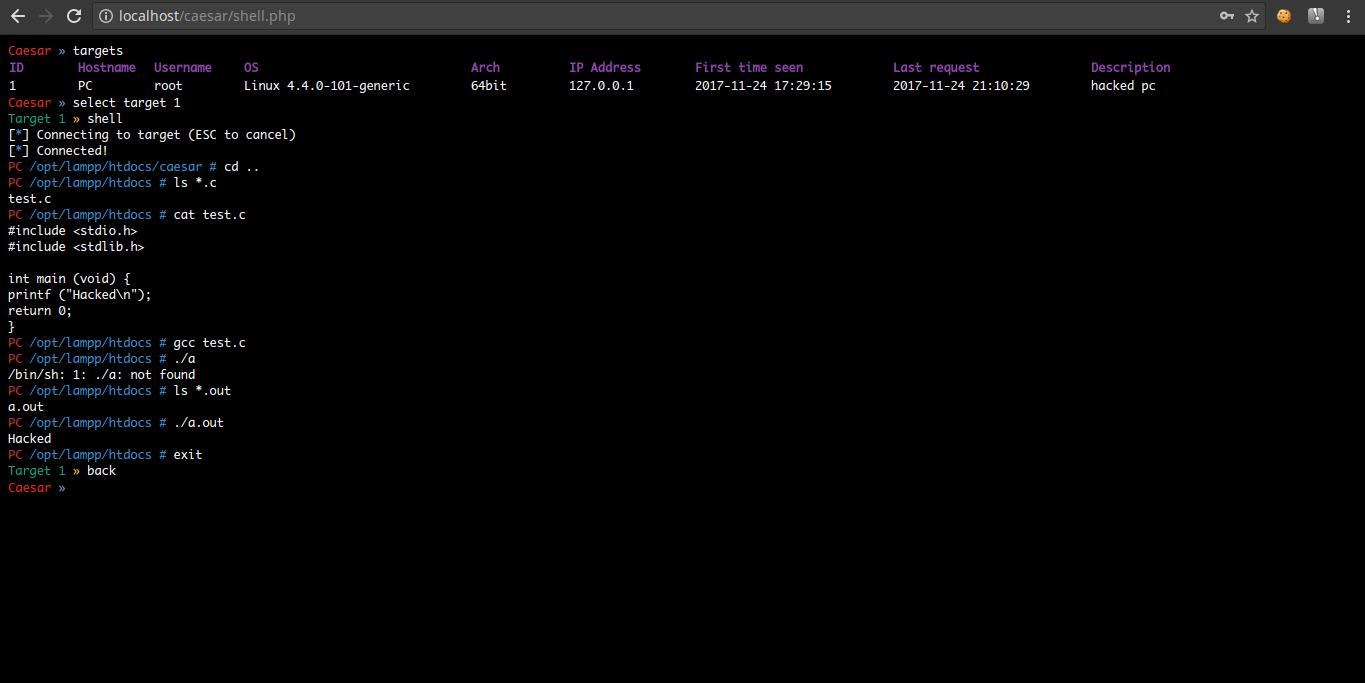 localhost/caesar/shell.php
Caesar » targets
ID Hostname Username OS Arch IP Address First time seen Last request Description
1 PC root Linux 4.4.0-101-generic 64bit 127.0.0.1 2017-11-24 17:29:15 2017-11-24 21:10:29 hacked pc
Caesar » select target 1
Target 1 » shell
[*] Connecting to target (ESC to cancel)
[*] Connected!
PC /opt/lampp/htdocs/caesar # cd ..
PC /opt/lampp/htdocs # ls *.c
test.c
PC /opt/lampp/htdocs # cat test.c
#include <stdio.h>
#include <stdlib.h>
int main (void) {
printf ("Hacked\n");
return 0;
}
PC /opt/lampp/htdocs # gcc test.c
PC /opt/lampp/htdocs # ./a
/bin/sh: 1: ./a: not found
PC /opt/lampp/htdocs # ls *.out
a.out
PC /opt/lampp/htdocs # ./a.out
Hacked
PC /opt/lampp/htdocs # exit
Target 1 » back
Caesar »